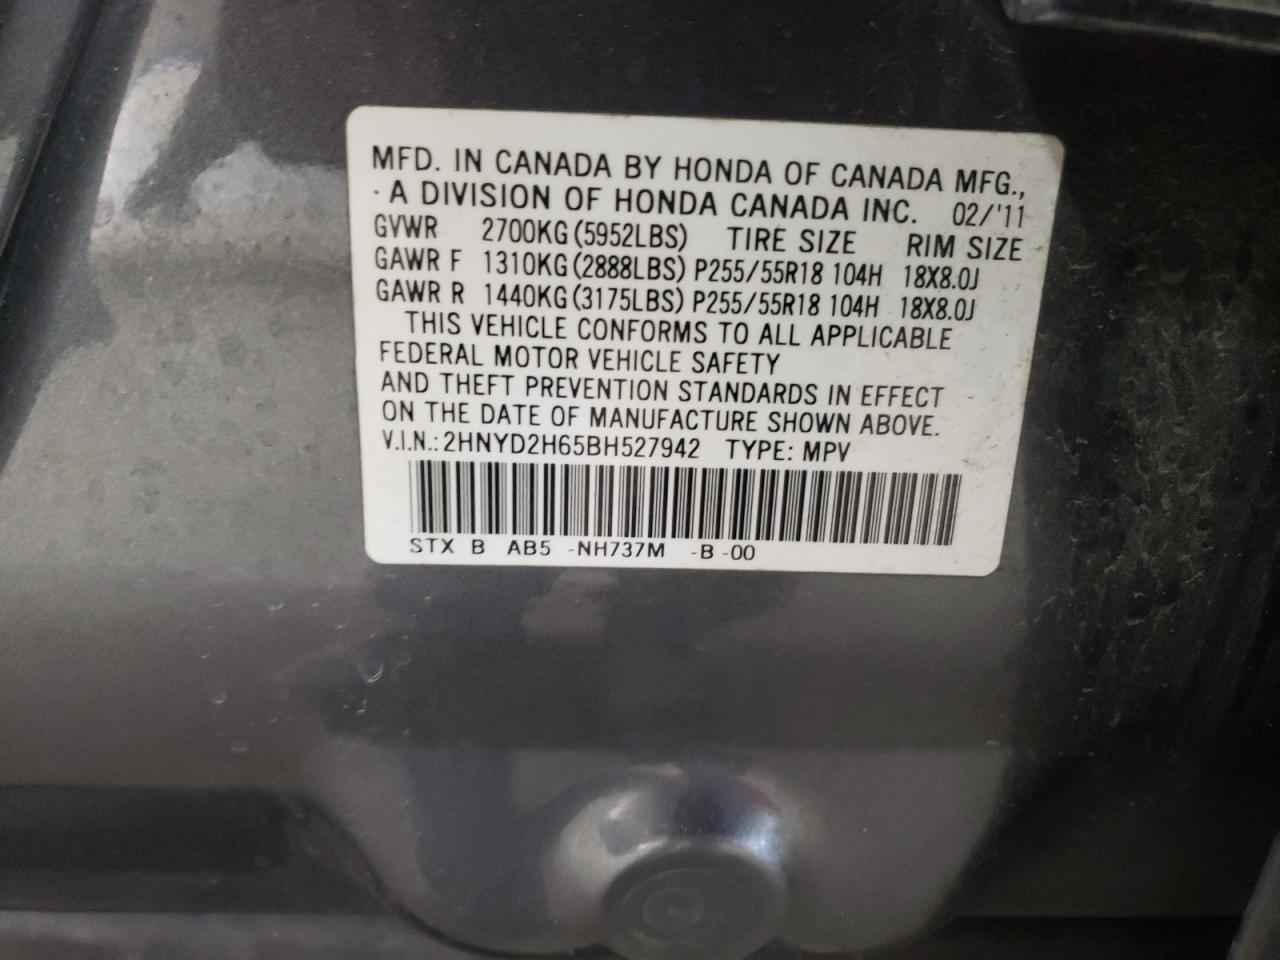 MFD. IN CANADA BY HONDA OF CANADA MFG.,
A DIVISION OF HONDA CANADA INC. 02/'11
GVWR 2700KG (5952LBS) TIRE SIZE RIM SIZE
GAWR F 1310KG (2888LBS) P255/55R18 104H 18X8.0J
GAWR R 1440KG (3175LBS) P255/55R18 104H 18X8.0J
THIS VEHICLE CONFORMS TO ALL APPLICABLE
FEDERAL MOTOR VEHICLE SAFETY
AND THEFT PREVENTION STANDARDS IN EFFECT
ON THE DATE OF MANUFACTURE SHOWN ABOVE.
V.I.N.: 2HNYD2H65BH527942 TYPE: MPV
STX B AB5 -NH737M -B -00